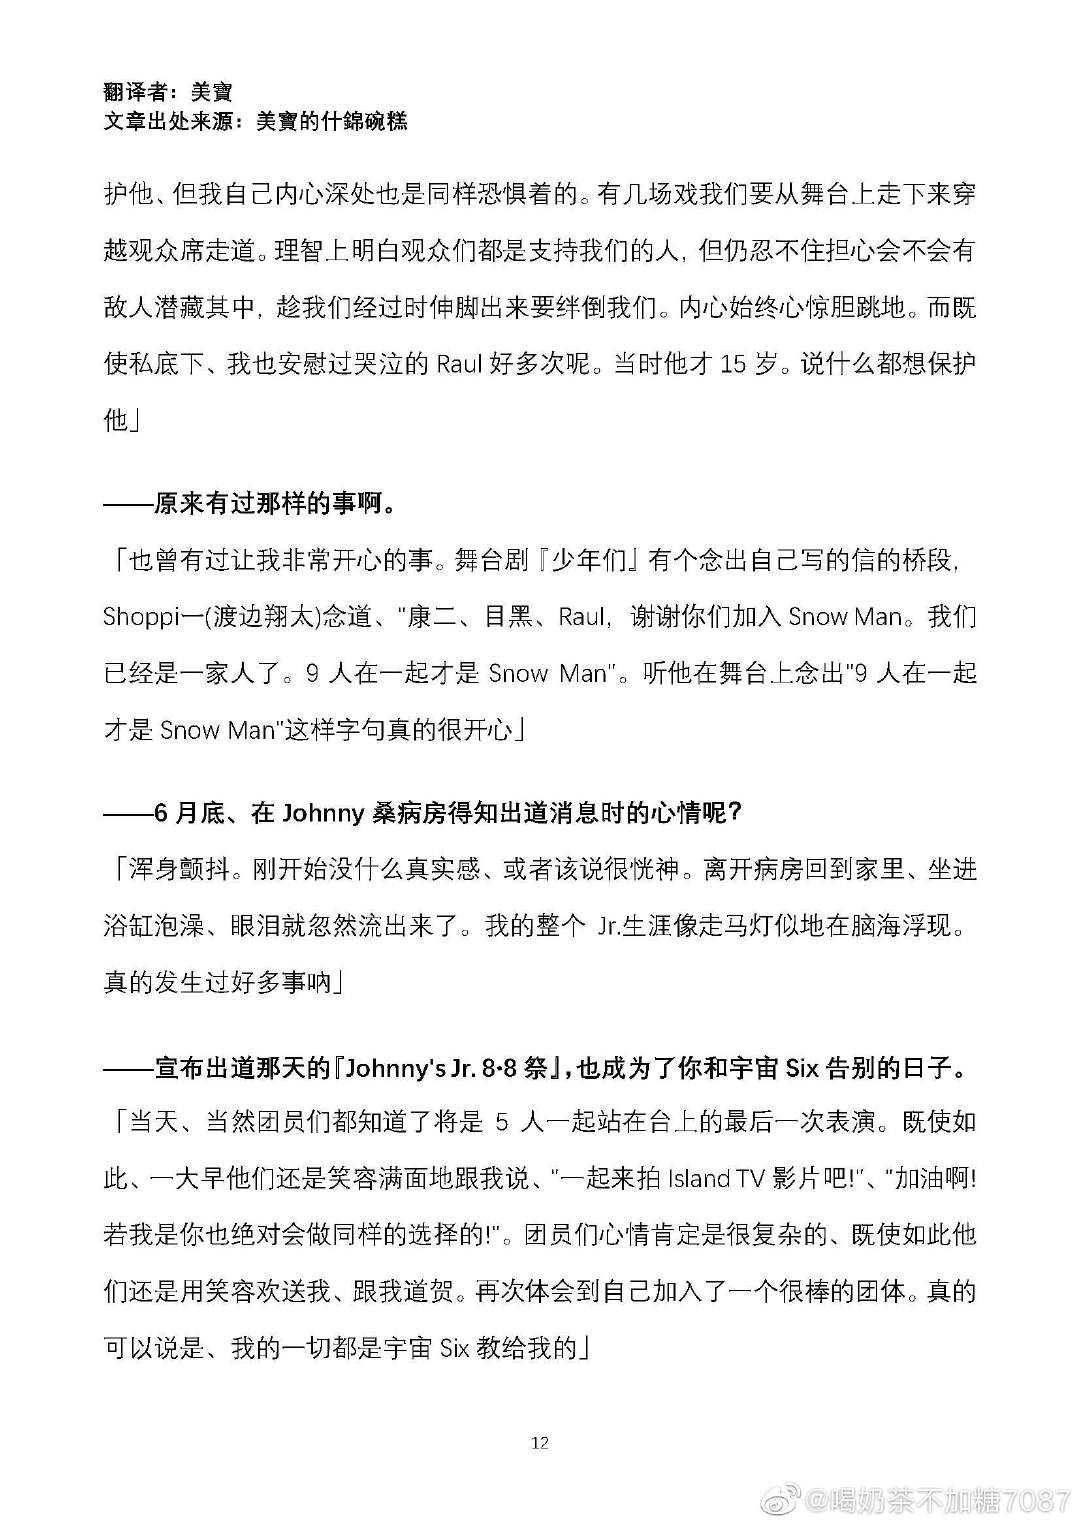 翻译者：美寶
文章出处来源：美寶的什錦碗糕
护他、但我自己内心深处也是同样恐惧着的。有几场戏我们要从舞台上走下来穿
越观众席走道。理智上明白观众们都是支持我们的人，但仍忍不住担心会不会有
敌人潜藏其中，趁我们经过时伸脚出来要绊倒我们。内心始终心惊胆跳地。而既
使私底下、我也安慰过哭泣的 Raul 好多次呢。当时他才 15 岁。说什么都想保护
他」
——原来有过那样的事啊。
「也曾有过让我非常开心的事。舞台剧『少年们』有个念出自己写的信的桥段，
Shoppi一(渡边翔太)念道、"康二、目黑、Raul，谢谢你们加入 Snow Man。我们
已经是一家人了。9 人在一起才是 Snow Man"。听他在舞台上念出"9 人在一起
才是 Snow Man"这样字句真的很开心」
——6 月底、在 Johnny 桑病房得知出道消息时的心情呢？
「浑身颤抖。刚开始没什么真实感、或者该说很恍神。离开病房回到家里、坐进
浴缸泡澡、眼泪就忽然流出来了。我的整个 Jr.生涯像走马灯似地在脑海浮现。
真的发生过好多事呐」
——宣布出道那天的『Johnny's Jr. 8·8 祭』，也成为了你和宇宙 Six 告别的日子。
「当天、当然团员们都知道了将是 5 人一起站在台上的最后一次表演。既使如
此、一大早他们还是笑容满面地跟我说、"一起来拍 Island TV 影片吧!"、"加油啊!
若我是你也绝对会做同样的选择的!"。团员们心情肯定是很复杂的、既使如此他
们还是用笑容欢送我、跟我道贺。再次体会到自己加入了一个很棒的团体。真的
可以说是、我的一切都是宇宙 Six 教给我的」
12
@喝奶茶不加糖7087